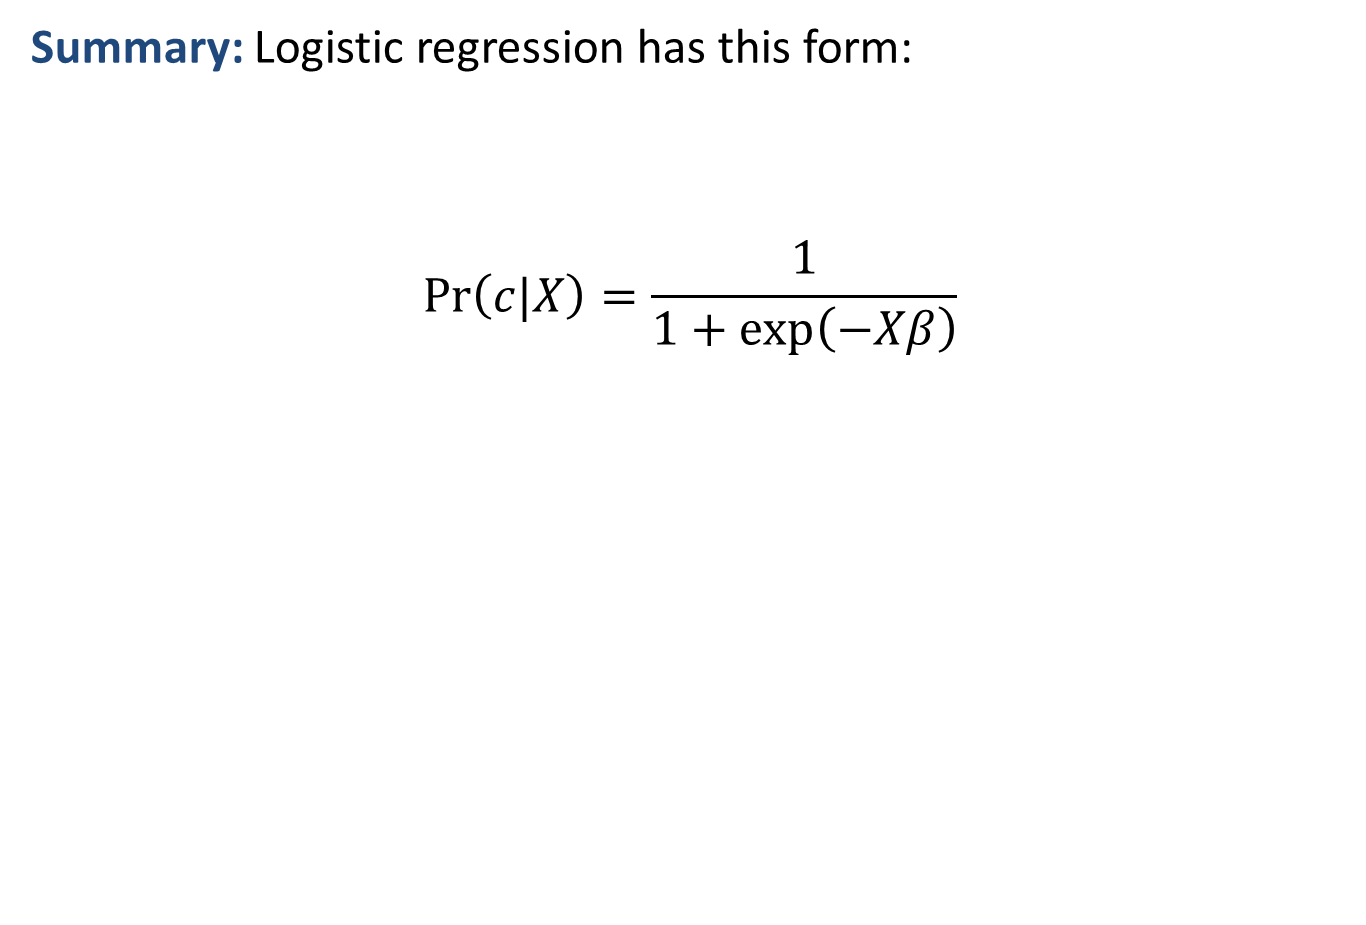 Summary: Logistic regression has this form:
Pr(c|X) = 1 / (1 + exp(−Xβ))